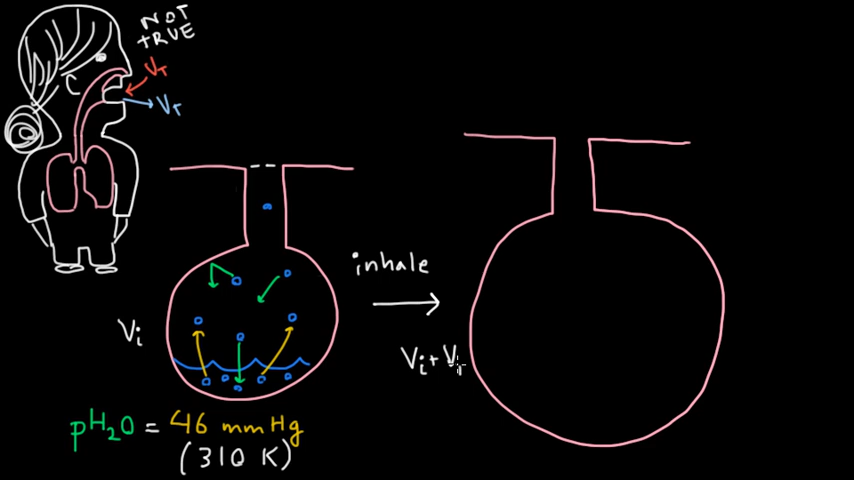 NOT
TRUE
VT
VT
inhale
Vi
Vi+VT
pH2O = 46 mmHg
(310 K)